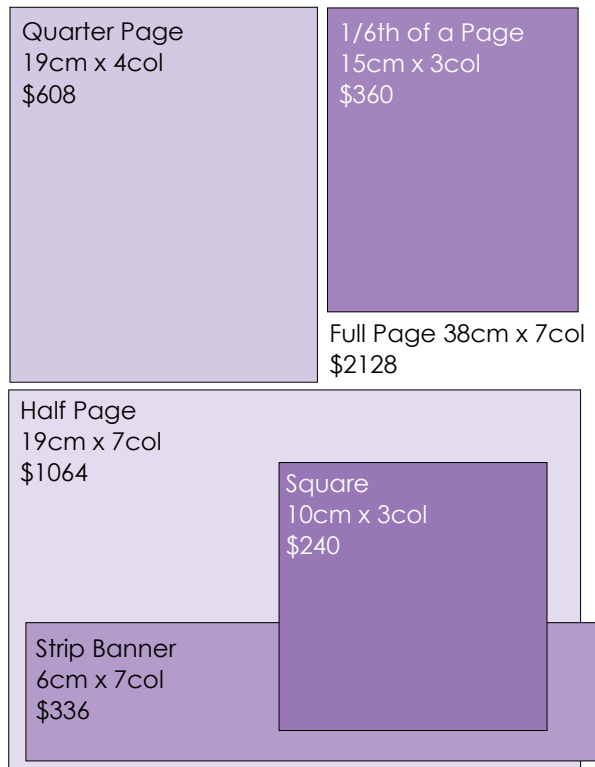 Quarter Page
19cm x 4col
$608
1/6th of a Page
15cm x 3col
$360
Full Page 38cm x 7col
$2128
Half Page
19cm x 7col
$1064
Square
10cm x 3col
$240
Strip Banner
6cm x 7col
$336